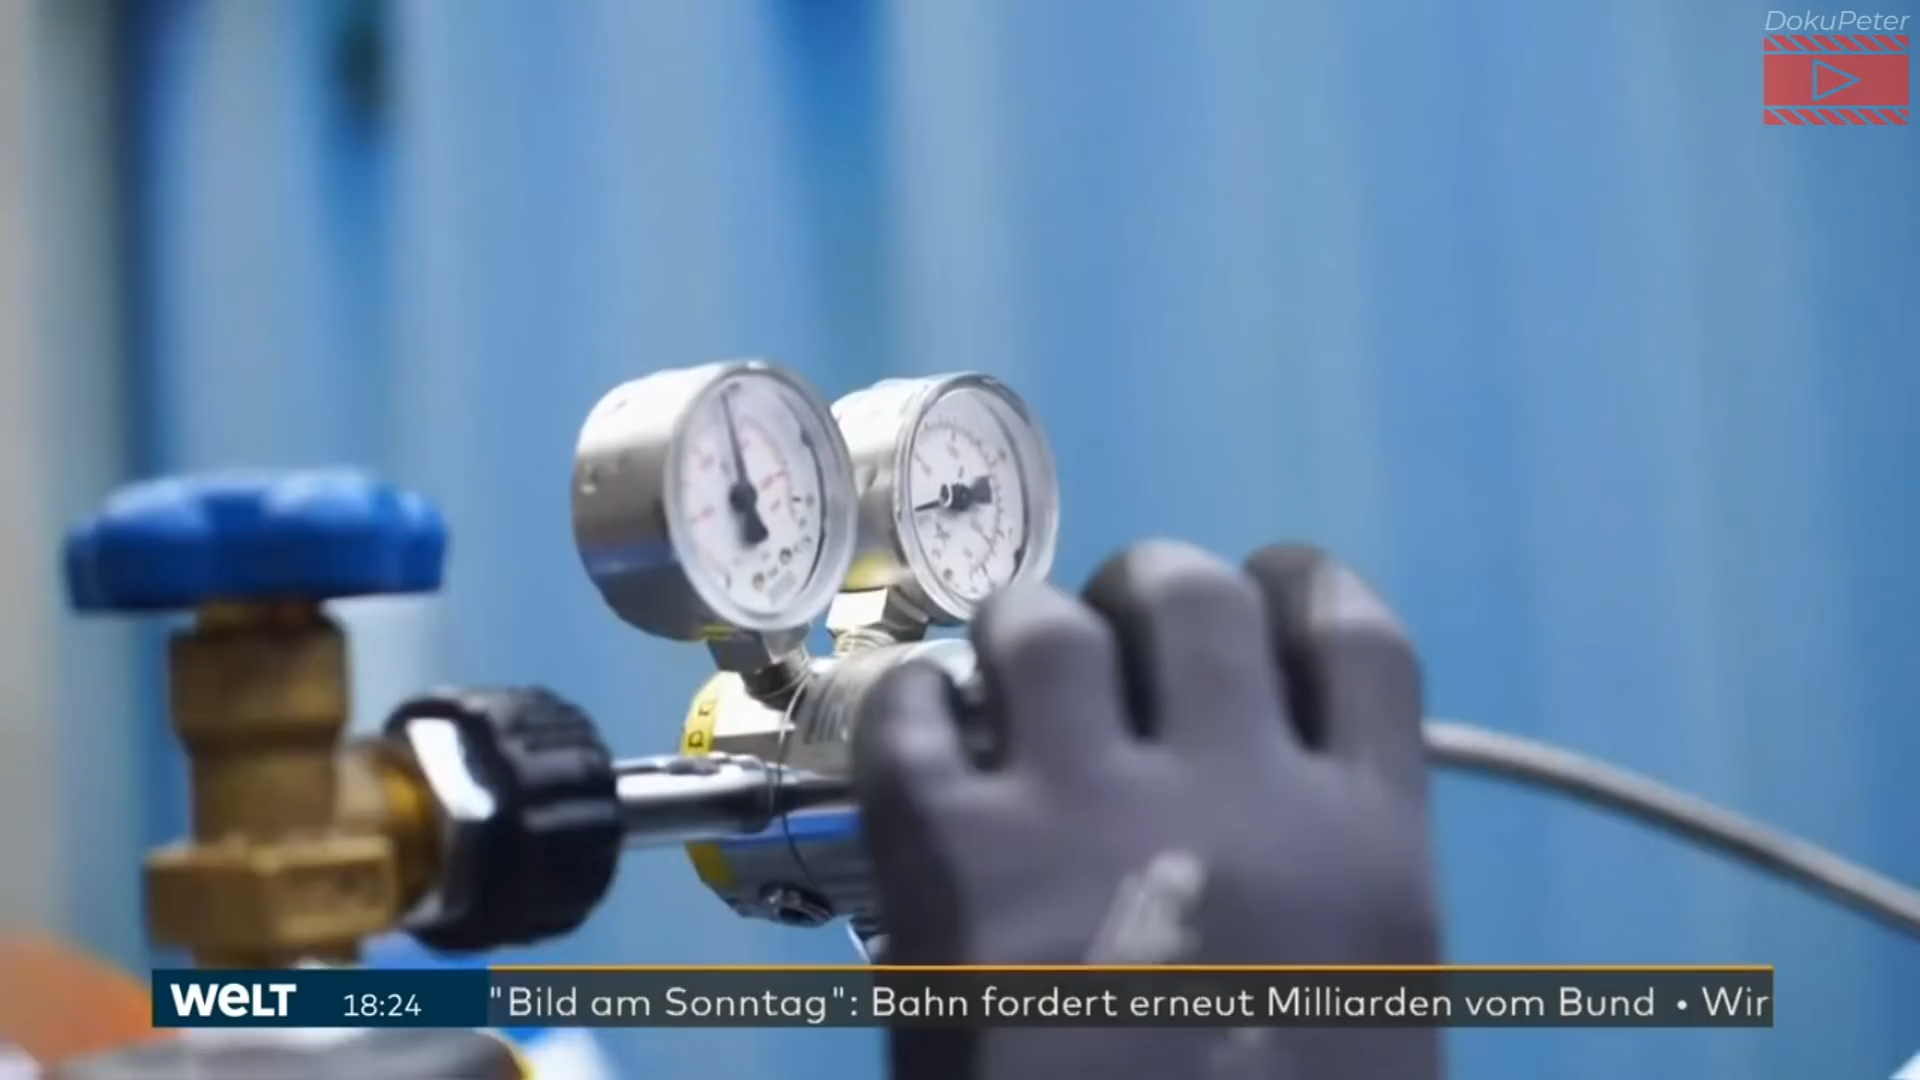 DokuPeter
WELT 18:24 "Bild am Sonntag": Bahn fordert erneut Milliarden vom Bund • Wir